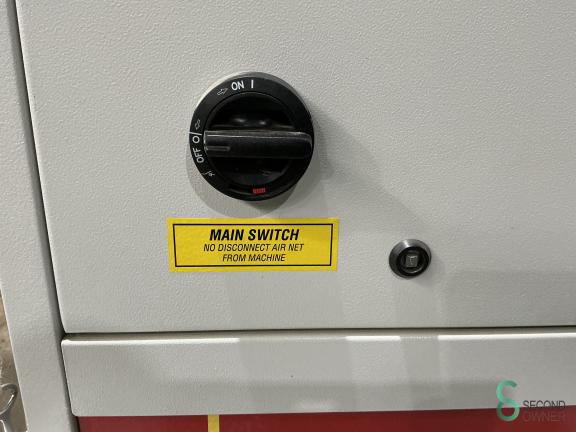 ON I
OFF O
MAIN SWITCH
NO DISCONNECT AIR NET
FROM MACHINE
SECOND
OWNER